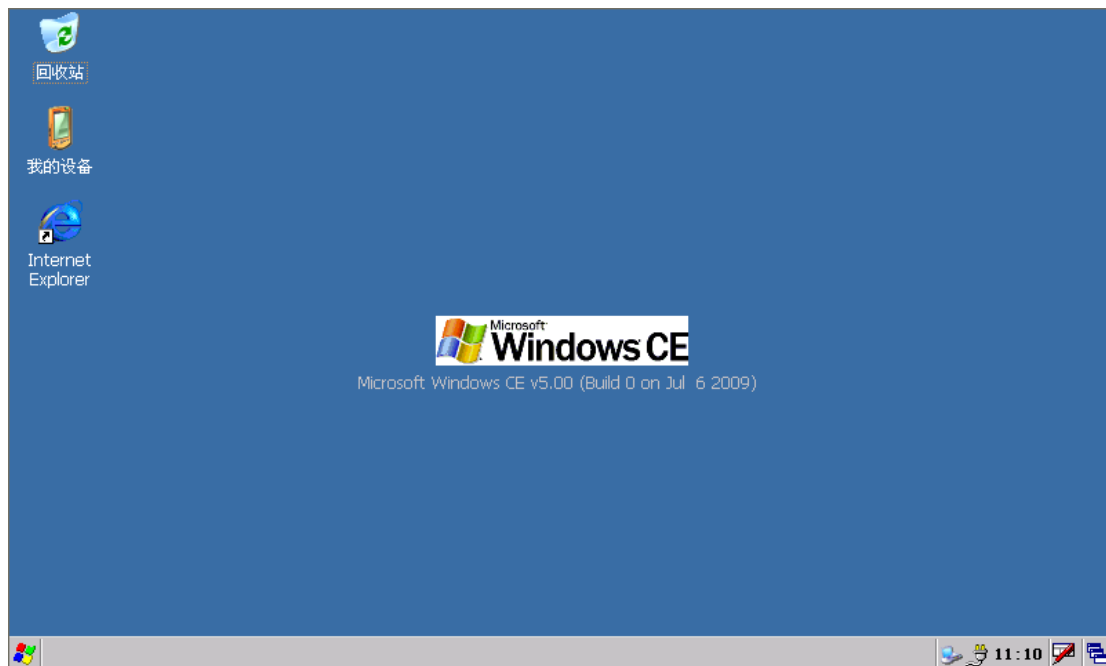 回收站
我的设备
Internet
Explorer
Microsoft
Windows CE
Microsoft Windows CE v5.00 (Build 0 on Jul 6 2009)
11:10